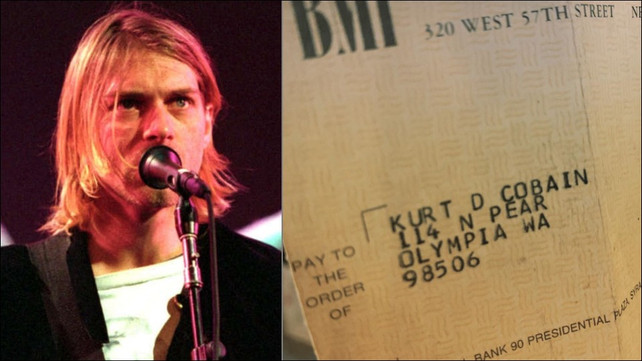 BMI
320 WEST 57TH STREET
KURT D COBAIN
114 N PEAR
OLYMPIA WA
98506
PAY TO
THE
ORDER
OF
BANK 90 PRESIDENTIAL PLAZA